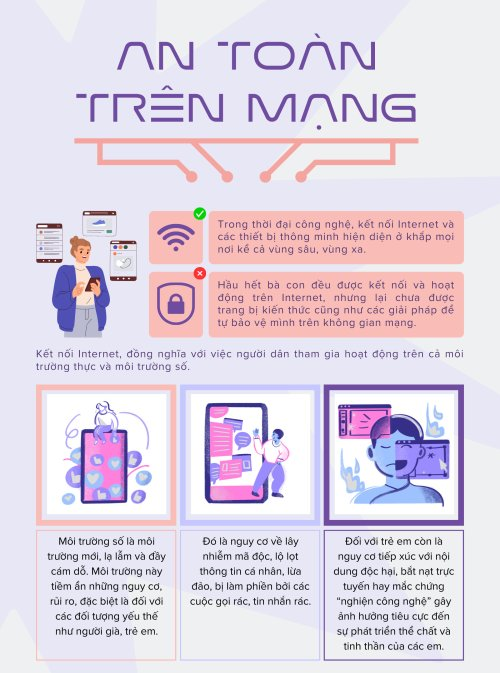 AN TOÀN
TRÊN MẠNG
Trong thời đại công nghệ, kết nối Internet và
các thiết bị thông minh hiện diện ở khắp mọi
nơi kể cả vùng sâu, vùng xa.
Hầu hết bà con đều được kết nối và hoạt
động trên Internet, nhưng lại chưa được
trang bị kiến thức cũng như các giải pháp để
tự bảo vệ mình trên không gian mạng.
Kết nối Internet, đồng nghĩa với việc người dân tham gia hoạt động trên cả môi
trường thực và môi trường số.
Môi trường số là môi
trường mới, lạ lẫm và đầy
cám dỗ. Môi trường này
tiềm ẩn những nguy cơ,
rủi ro, đặc biệt là đối với
các đối tượng yếu thế
như người già, trẻ em.
Đó là nguy cơ về lây
nhiễm mã độc, lộ lọt
thông tin cá nhân, lừa
đảo, bị làm phiền bởi các
cuộc gọi rác, tin nhắn rác.
Đối với trẻ em còn là
nguy cơ tiếp xúc với nội
dung độc hại, bắt nạt trực
tuyến hay mắc chứng
“nghiện công nghệ” gây
ảnh hưởng tiêu cực đến
sự phát triển thể chất và
tinh thần của các em.